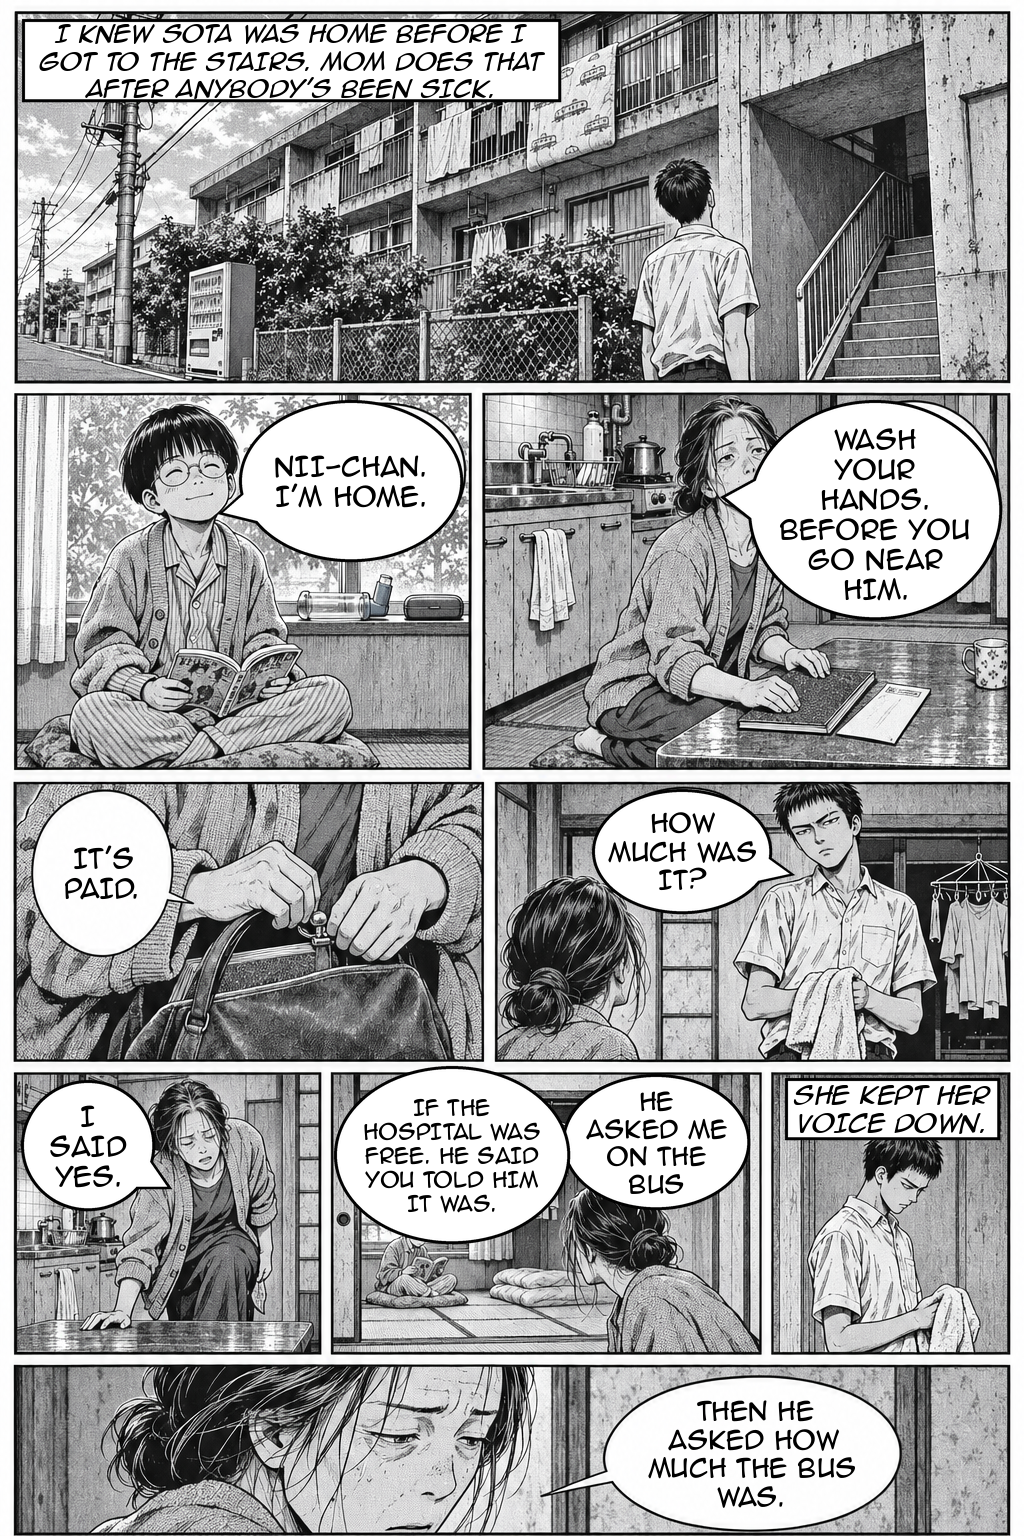 I KNEW SOTA WAS HOME BEFORE I
GOT TO THE STAIRS. MOM DOES THAT
AFTER ANYBODY'S BEEN SICK.
WASH
YOUR
HANDS.
BEFORE YOU
GO NEAR
HIM.
NII-CHAN.
I'M HOME.
HOW
MUCH WAS
IT?
IT'S
PAID.
SHE KEPT HER
VOICE DOWN.
HE
ASKED ME
ON THE
BUS
IF THE
HOSPITAL WAS
FREE. HE SAID
YOU TOLD HIM
IT WAS.
I
SAID
YES.
THEN HE
ASKED HOW
MUCH THE BUS
WAS.